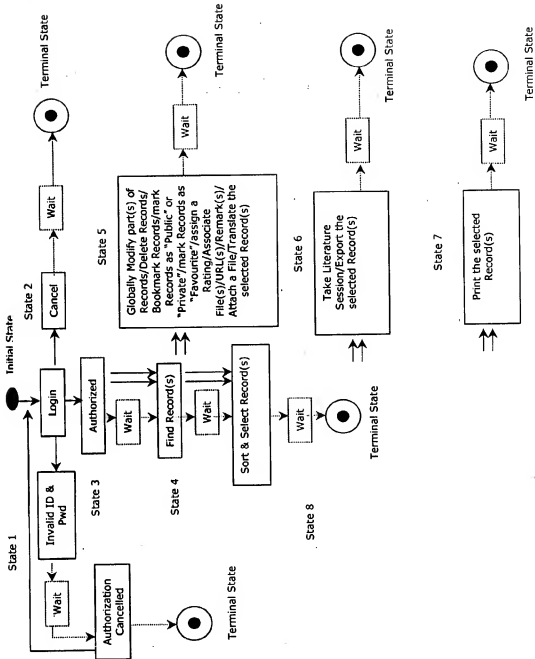 Initial State
State 1
Login
State 2
Cancel
Wait
Terminal State
Invalid ID &
Pwd
Wait
Authorization
Cancelled
Terminal State
State 3
Authorized
Wait
State 4
Find Record(s)
Wait
Sort & Select Record(s)
State 8
Wait
Terminal State
State 5
Globally Modify part(s) of
Records/Delete Records/
Bookmark Records/mark
Records as "Public" or
"Private"/mark Records as
"Favourite"/assign a
Rating/Associate
File(s)/URL(s)/Remark(s)/
Attach a File/Translate the
selected Record(s)
Wait
Terminal State
State 6
Take Literature
Session/Export the
selected Record(s)
Wait
Terminal State
State 7
Print the selected
Record(s)
Wait
Terminal State